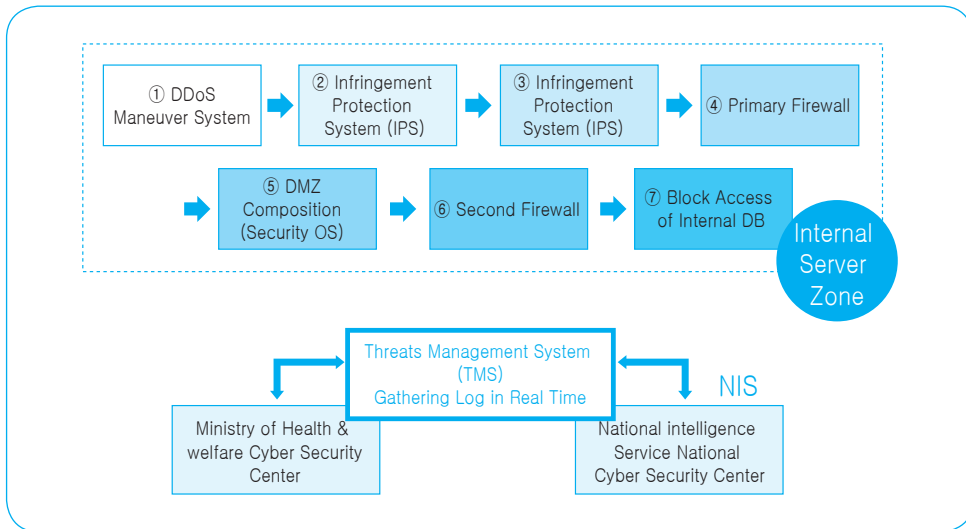 ① DDoS
Maneuver System
② Infringement
Protection
System (IPS)
③ Infringement
Protection
System (IPS)
④ Primary Firewall
⑤ DMZ
Composition
(Security OS)
⑥ Second Firewall
⑦ Block Access
of Internal DB
Internal
Server
Zone
Threats Management System
(TMS)
Gathering Log in Real Time
NIS
Ministry of Health &
welfare Cyber Security
Center
National intelligence
Service National
Cyber Security Center